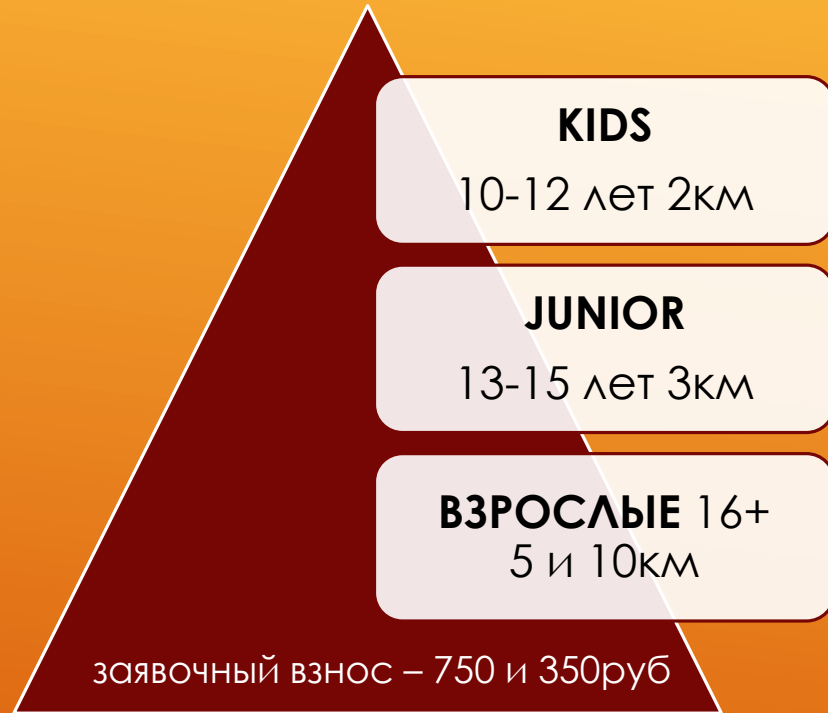 KIDS
10-12 лет 2км
JUNIOR
13-15 лет 3км
ВЗРОСЛЫЕ 16+
5 и 10км
заявочный взнос – 750 и 350руб